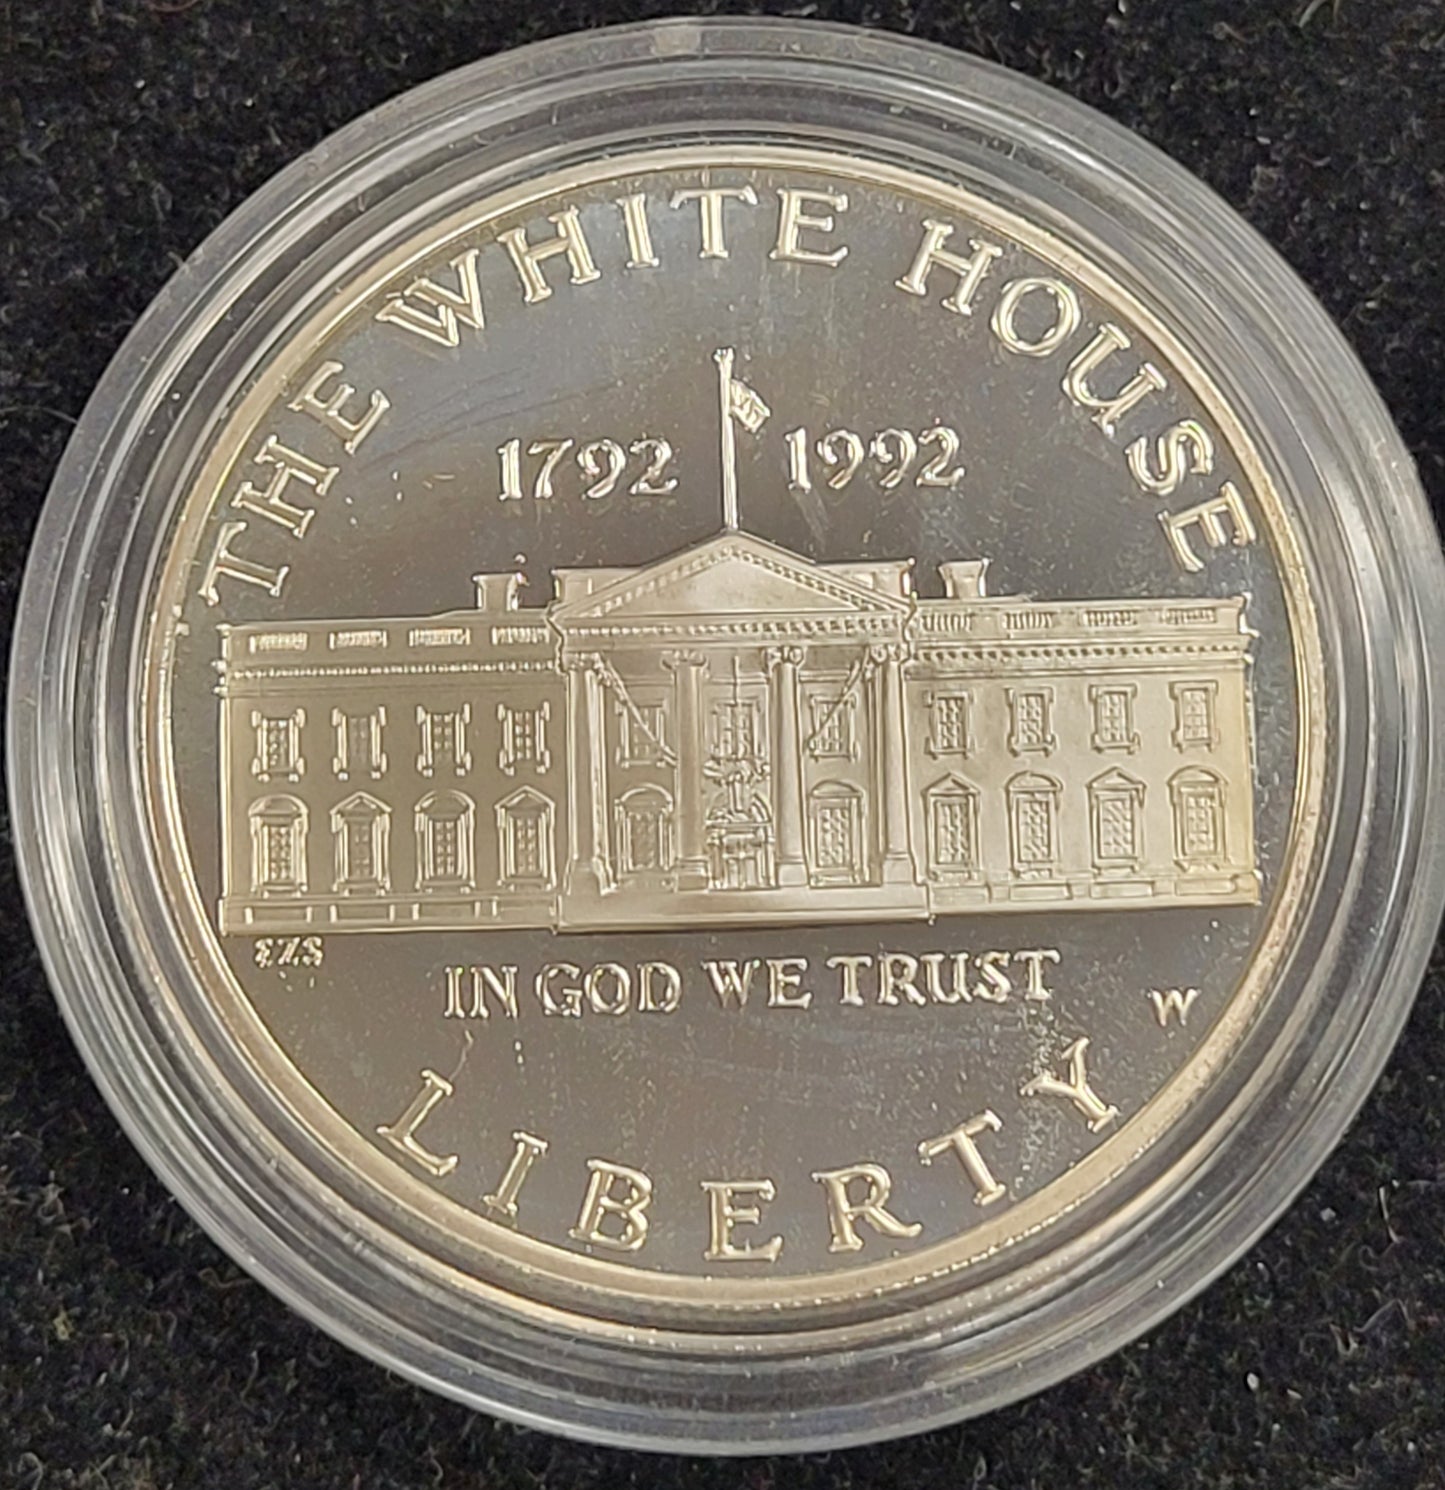 THE WHITE HOUSE
1792 1992
EZS
IN GOD WE TRUST
W
LIBERTY